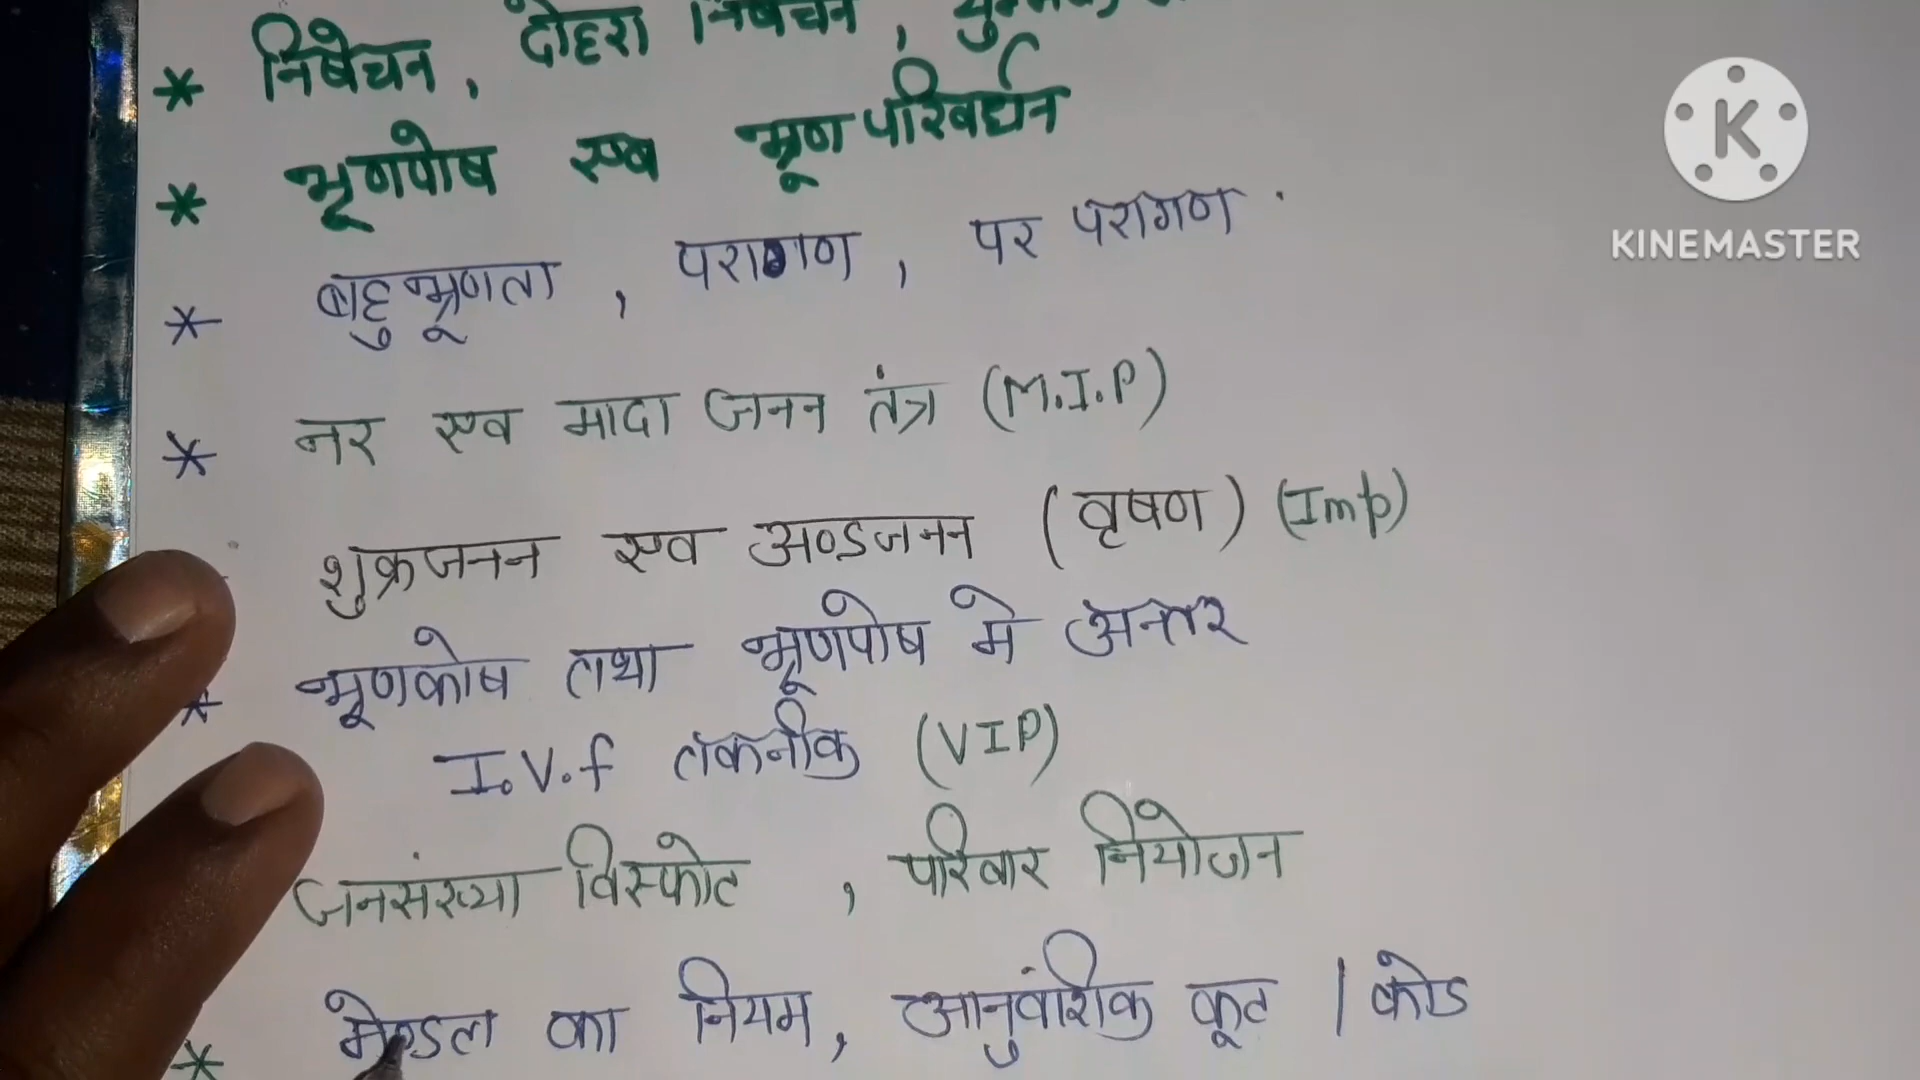 * निषेचन, दोहरा निषेचन,
* भ्रूणपोष एव भ्रूण परिवर्द्धन
* बहुभ्रूणता, परागण, पर परागण
* नर एव मादा जनन तंत्र (M.I.P)
शुक्रजनन एव अण्डजनन (वृषण) (Imp)
* भ्रूणकोष तथा भ्रूणपोष मे अन्तर
I.V.f तकनीक (VIP)
जनसंख्या विस्फोट, परिवार नियोजन
* मेण्डल का नियम, आनुवंशिक कूट / कोड
K
KINEMASTER